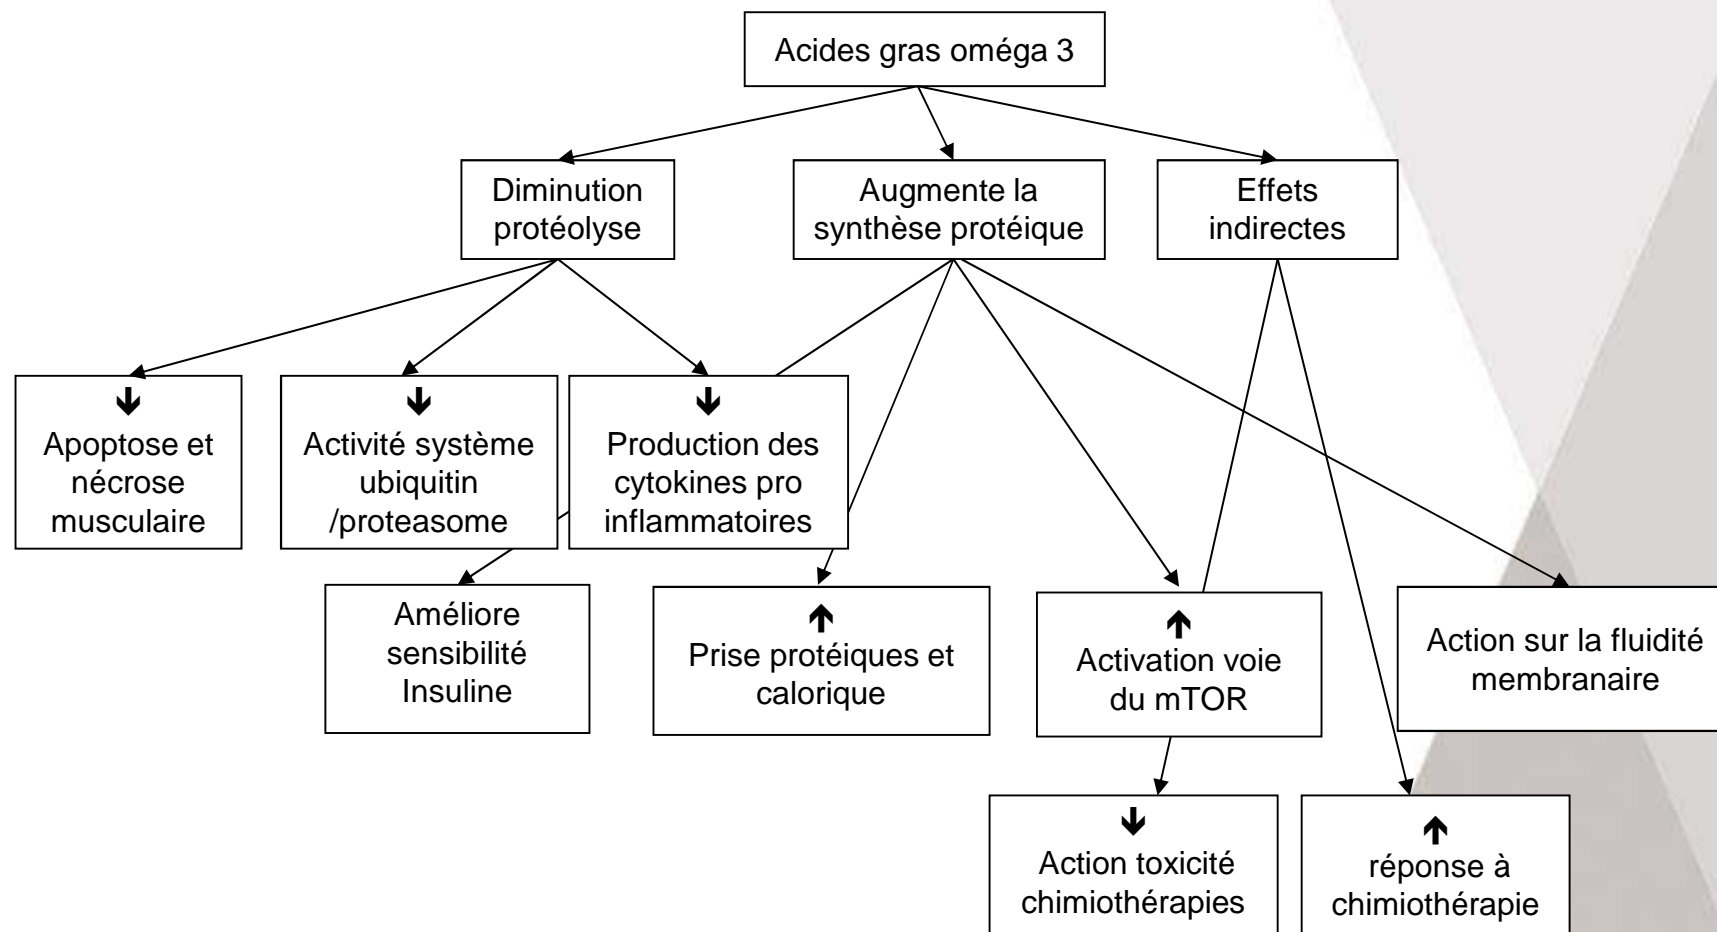 Acides gras oméga 3
Diminution
protéolyse
Augmente la
synthèse protéique
Effets
indirectes
🡻
Apoptose et
nécrose
musculaire
🡻
Activité système
ubiquitin
/proteasome
🡻
Production des
cytokines pro
inflammatoires
Améliore
sensibilité
Insuline
🡹
Prise protéiques et
calorique
🡹
Activation voie
du mTOR
Action sur la fluidité
membranaire
🡻
Action toxicité
chimiothérapies
🡹
réponse à
chimiothérapie